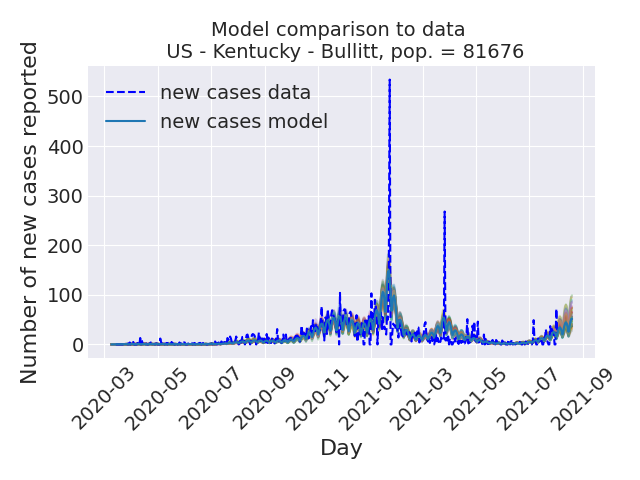 Model comparison to data
US - Kentucky - Bullitt, pop. = 81676
Number of new cases reported
500
400
300
200
100
0
new cases data
new cases model
2020-03
2020-05
2020-07
2020-09
2020-11
2021-01
2021-03
2021-05
2021-07
2021-09
Day